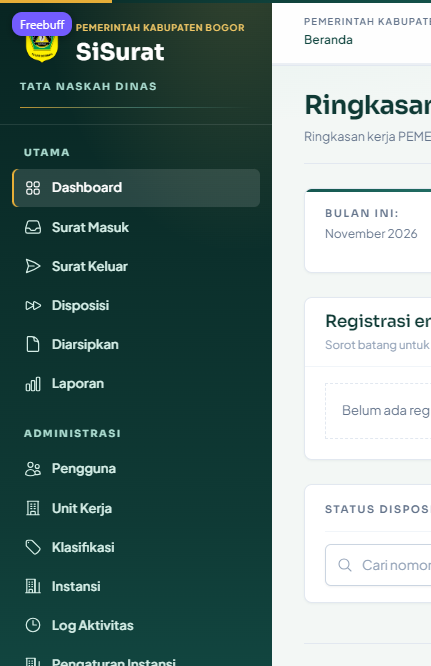 Freebuff
PEMERINTAH KABUPATEN BOGOR
SiSurat
TATA NASKAH DINAS
UTAMA
Dashboard
Surat Masuk
Surat Keluar
Disposisi
Diarsipkan
Laporan
ADMINISTRASI
Pengguna
Unit Kerja
Klasifikasi
Instansi
Log Aktivitas
Pengaturan Instansi
PEMERINTAH KABUPATE
Beranda
Ringkasan
Ringkasan kerja PEME
BULAN INI:
November 2026
Registrasi
Sorot batang untuk
Belum ada reg
STATUS DISPOS
Cari nomor